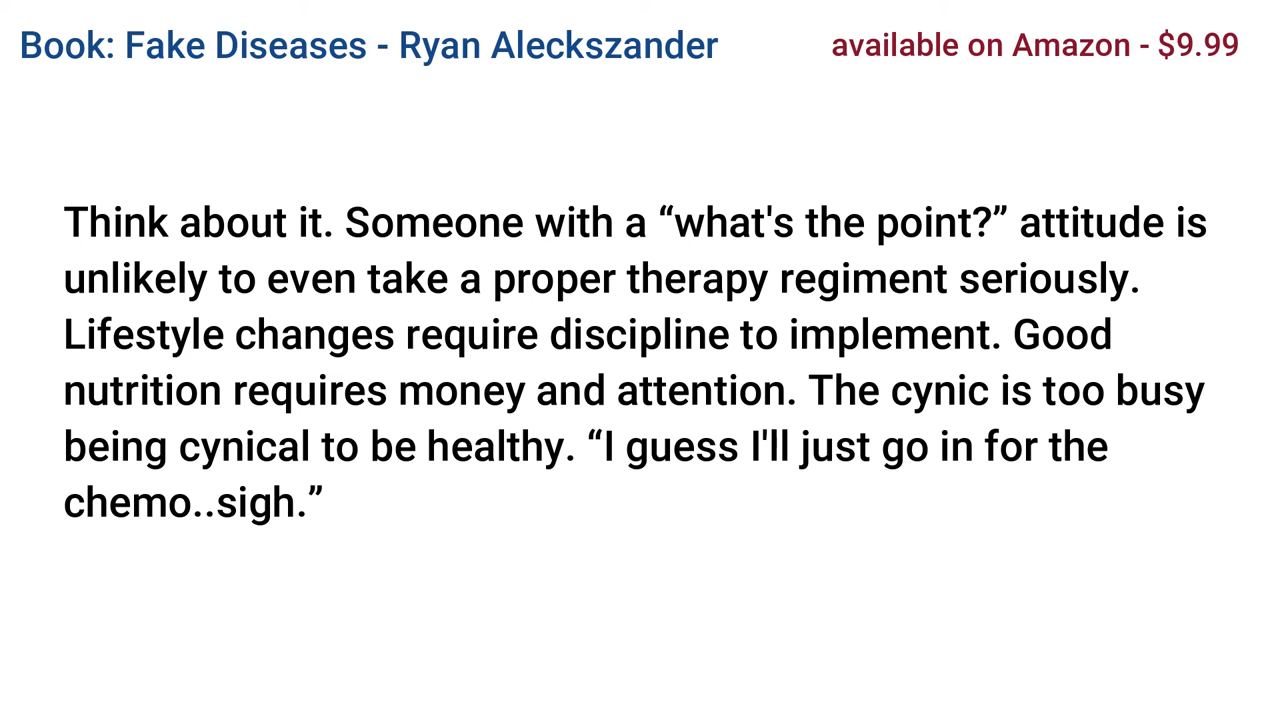 Book: Fake Diseases - Ryan Aleckszander
available on Amazon - $9.99
Think about it. Someone with a “what's the point?” attitude is
unlikely to even take a proper therapy regiment seriously.
Lifestyle changes require discipline to implement. Good
nutrition requires money and attention. The cynic is too busy
being cynical to be healthy. “I guess I'll just go in for the
chemo..sigh.”